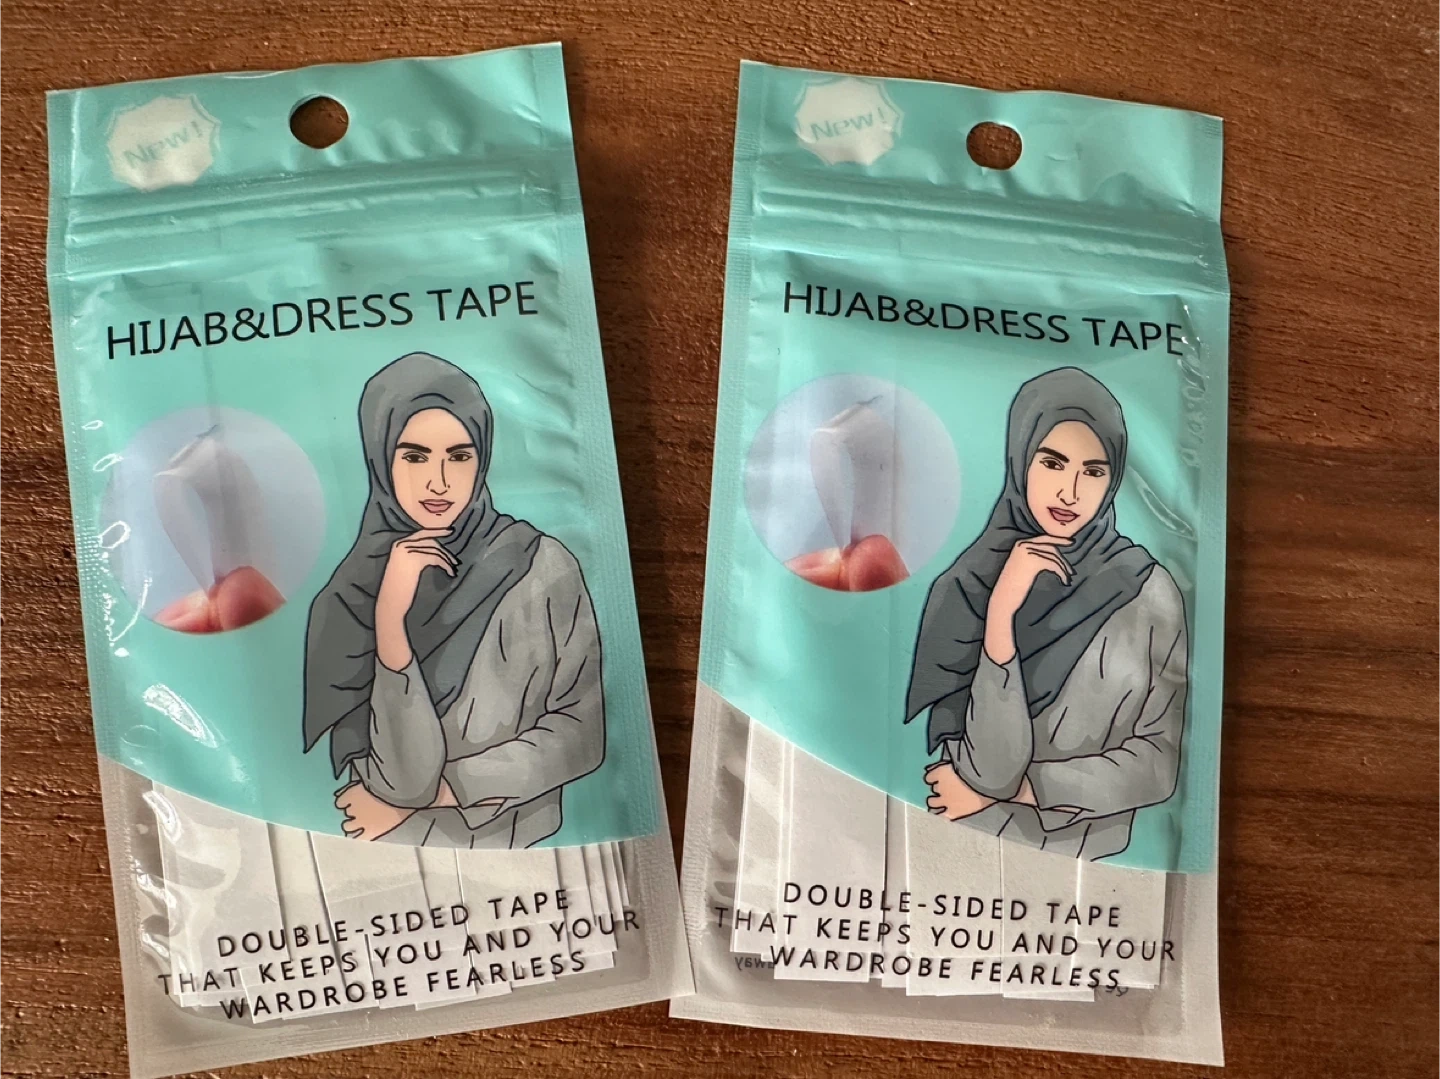 New!
HIJAB&DRESS TAPE
DOUBLE-SIDED TAPE
THAT KEEPS YOU AND YOUR
WARDROBE FEARLESS
New!
HIJAB&DRESS TAPE
DOUBLE-SIDED TAPE
THAT KEEPS YOU AND YOUR
WARDROBE FEARLESS